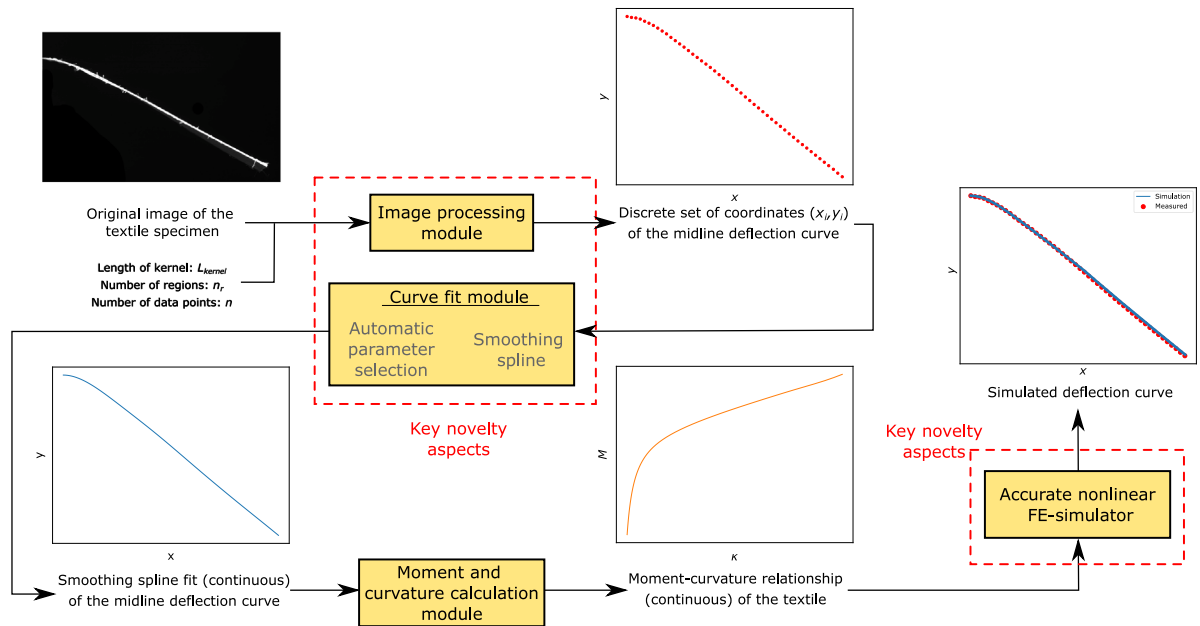 y
x
Original image of the
textile specimen
Length of kernel: L_kernel
Number of regions: n_r
Number of data points: n
Image processing
module
Discrete set of coordinates (x_i,y_i)
of the midline deflection curve
Curve fit module
Automatic
parameter
selection
Smoothing
spline
Key novelty
aspects
y
x
Smoothing spline fit (continuous)
of the midline deflection curve
Moment and
curvature calculation
module
M
κ
Moment-curvature relationship
(continuous) of the textile
Key novelty
aspects
Accurate nonlinear
FE-simulator
Simulation
Measured
y
x
Simulated deflection curve